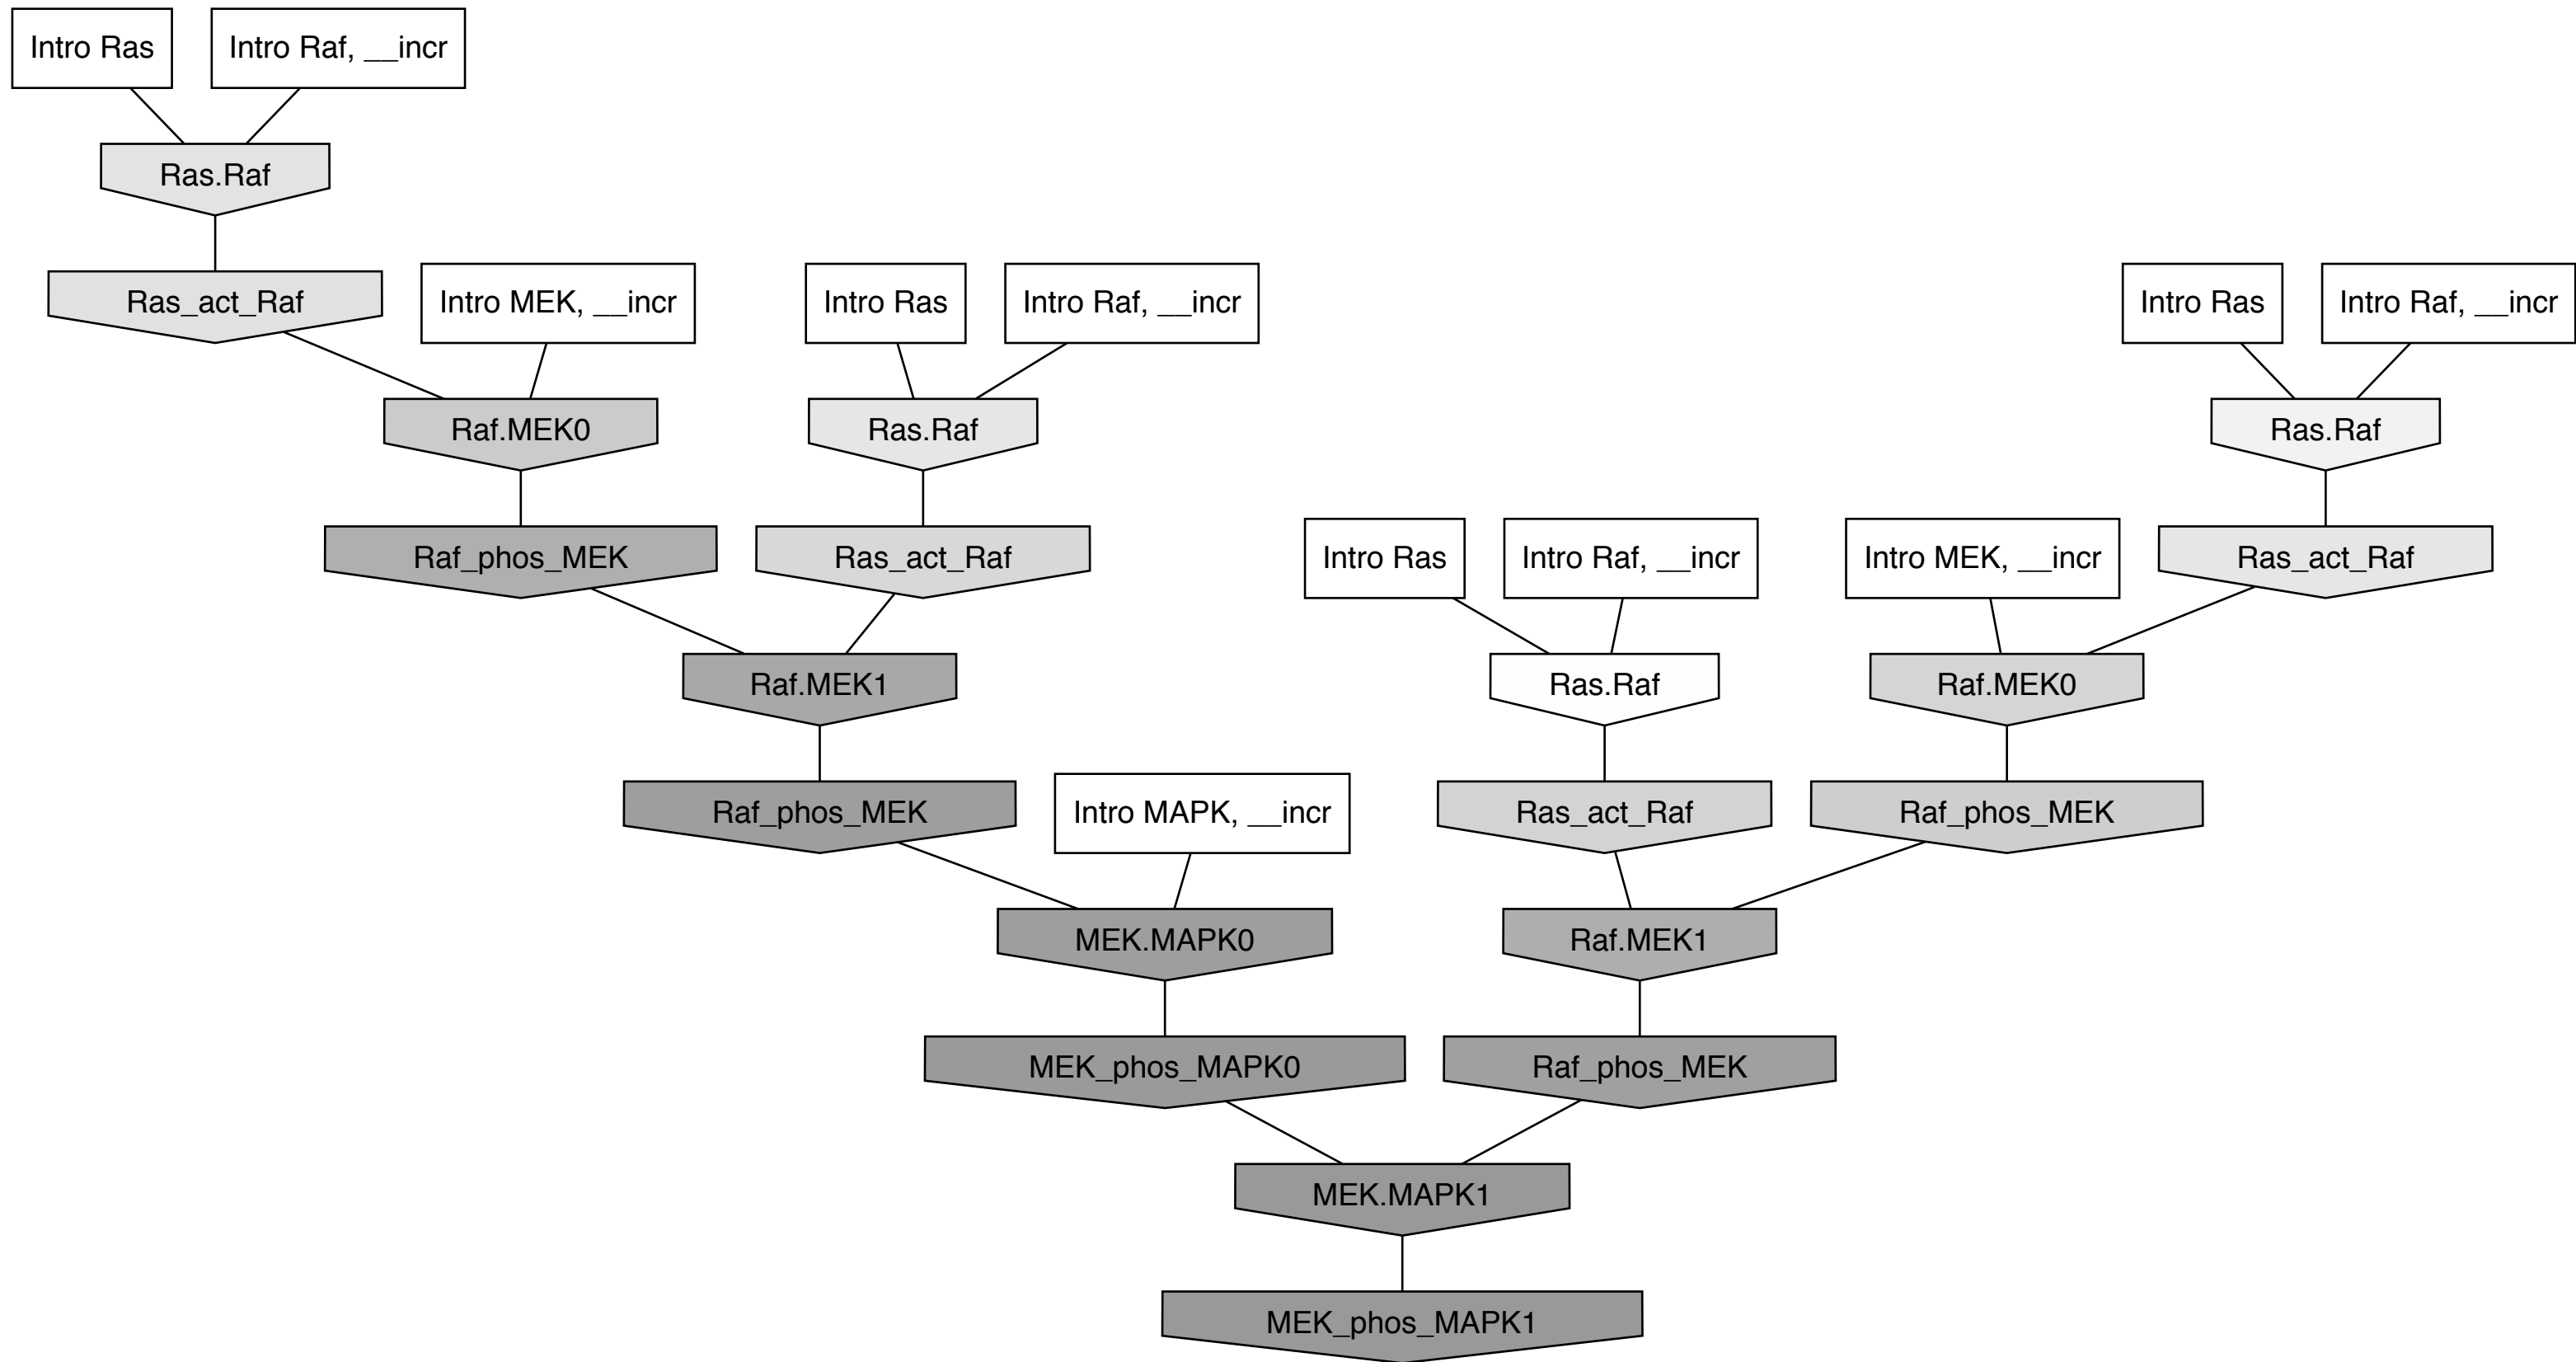 Intro Ras
Intro Raf, __incr
Ras.Raf
Ras_act_Raf
Intro MEK, __incr
Intro Ras
Intro Raf, __incr
Intro Ras
Intro Raf, __incr
Raf.MEK0
Ras.Raf
Ras.Raf
Raf_phos_MEK
Ras_act_Raf
Intro Ras
Intro Raf, __incr
Intro MEK, __incr
Ras_act_Raf
Raf.MEK1
Ras.Raf
Raf.MEK0
Raf_phos_MEK
Intro MAPK, __incr
Ras_act_Raf
Raf_phos_MEK
MEK.MAPK0
Raf.MEK1
MEK_phos_MAPK0
Raf_phos_MEK
MEK.MAPK1
MEK_phos_MAPK1